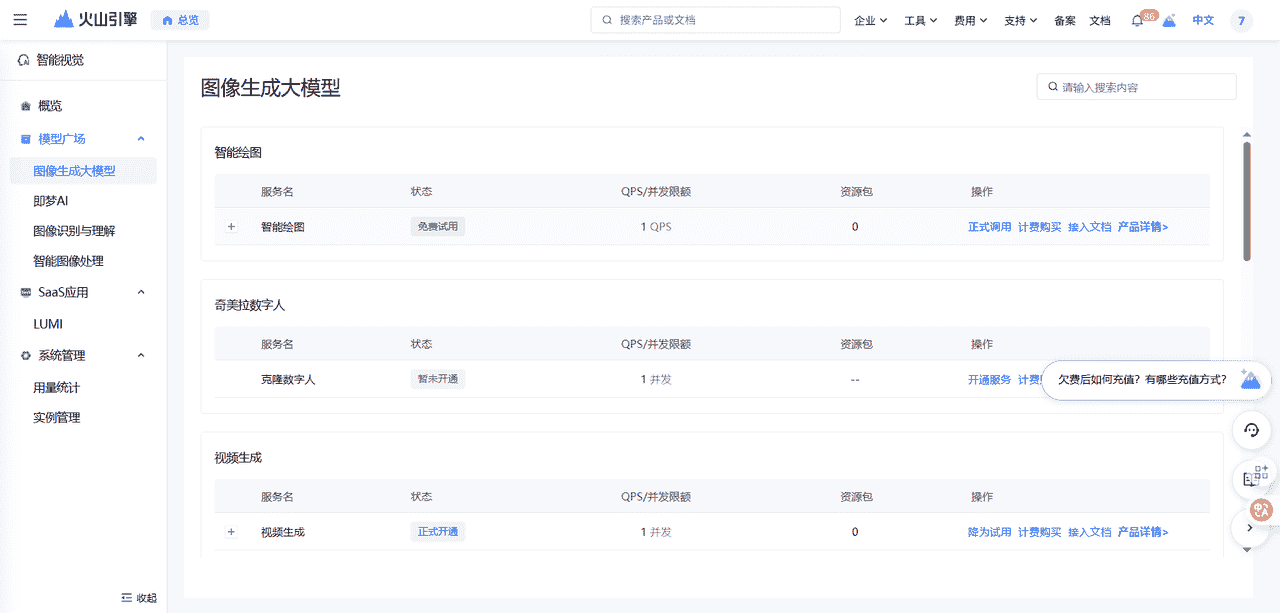 火山引擎 总览 搜索产品或文档 企业 工具 费用 支持 备案 文档 86 中文 7
智能视觉
概览
模型广场
图像生成大模型
即梦AI
图像识别与理解
智能图像处理
SaaS应用
LUMI
系统管理
用量统计
实例管理
收起
图像生成大模型
请输入搜索内容
智能绘图
服务名 状态 QPS/并发限额 资源包 操作
智能绘图 免费试用 1 QPS 0 正式调用 计费购买 接入文档 产品详情>
奇美拉数字人
服务名 状态 QPS/并发限额 资源包 操作
克隆数字人 暂未开通 1 并发 -- 开通服务 计费
欠费后如何充值？有哪些充值方式？
视频生成
服务名 状态 QPS/并发限额 资源包 操作
视频生成 正式开通 1 并发 0 降为试用 计费购买 接入文档 产品详情>